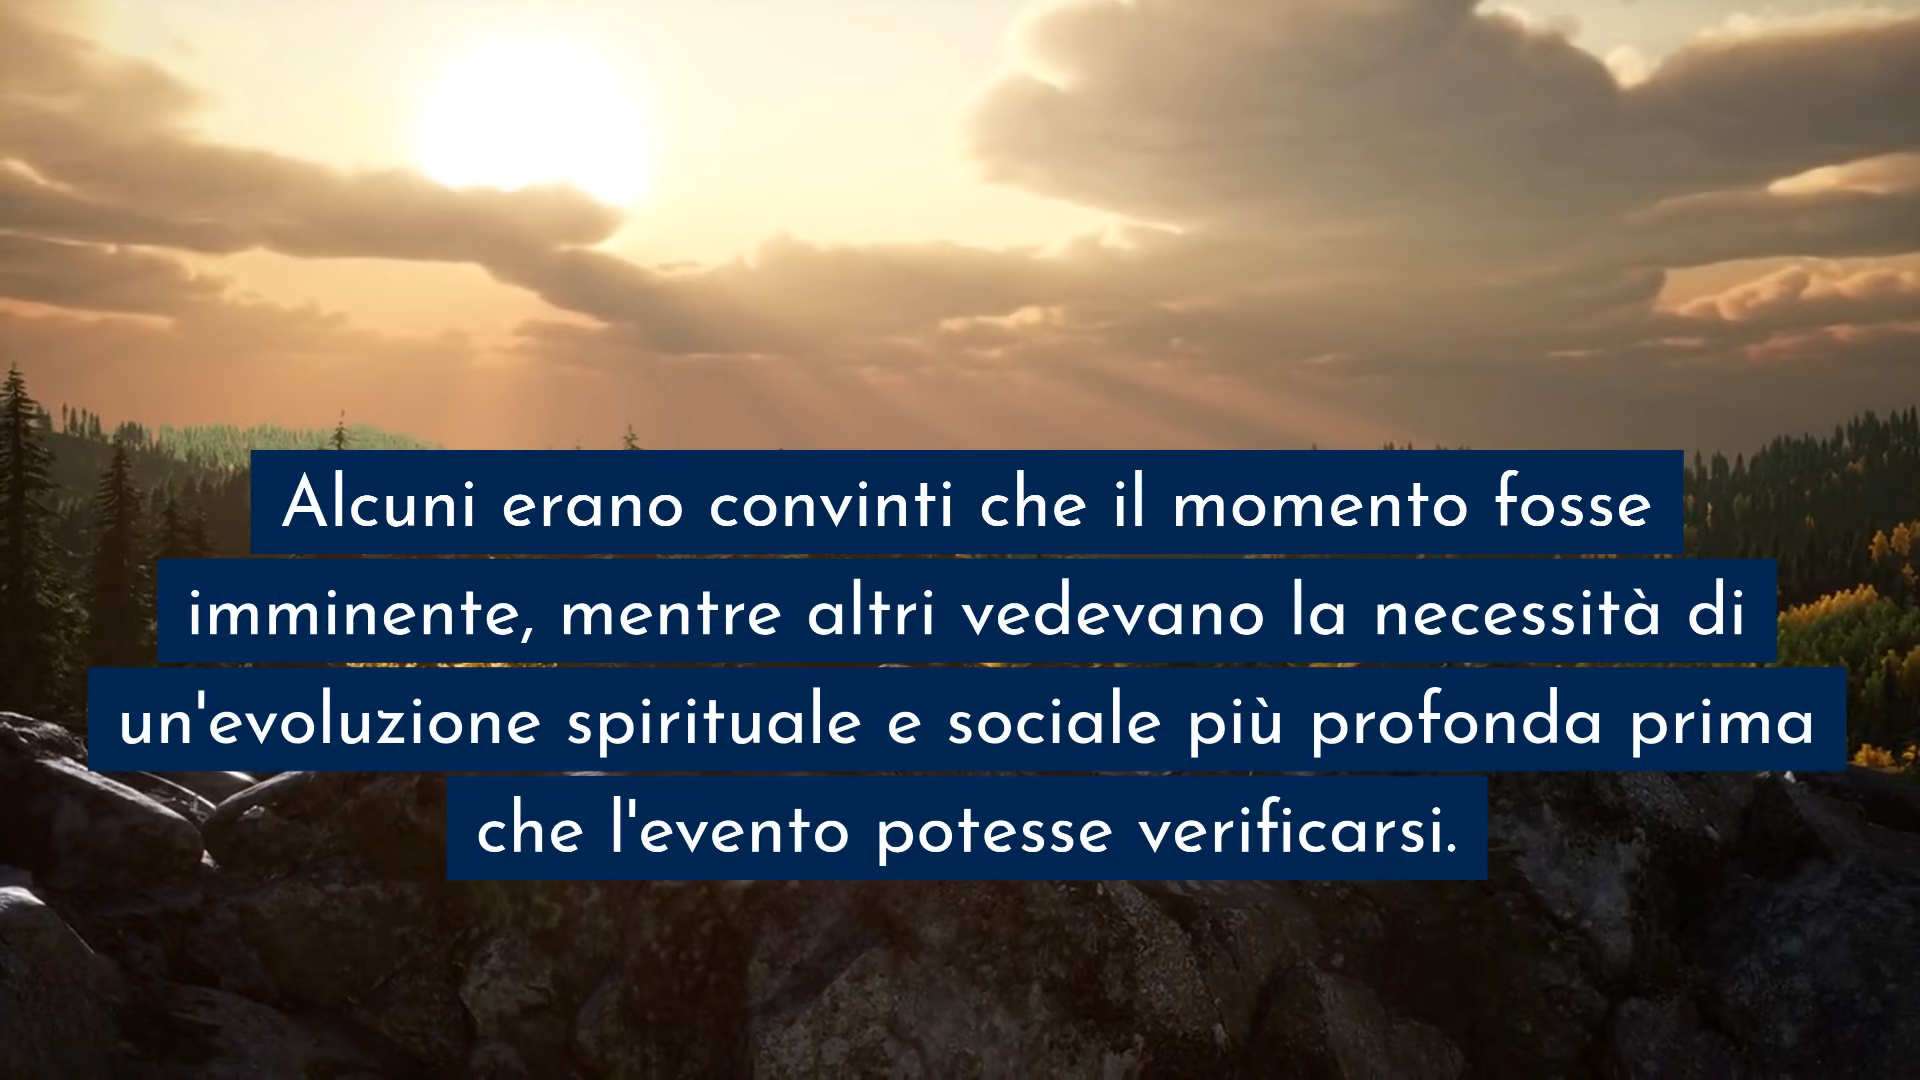 Alcuni erano convinti che il momento fosse
imminente, mentre altri vedevano la necessità di
un'evoluzione spirituale e sociale più profonda prima
che l'evento potesse verificarsi.